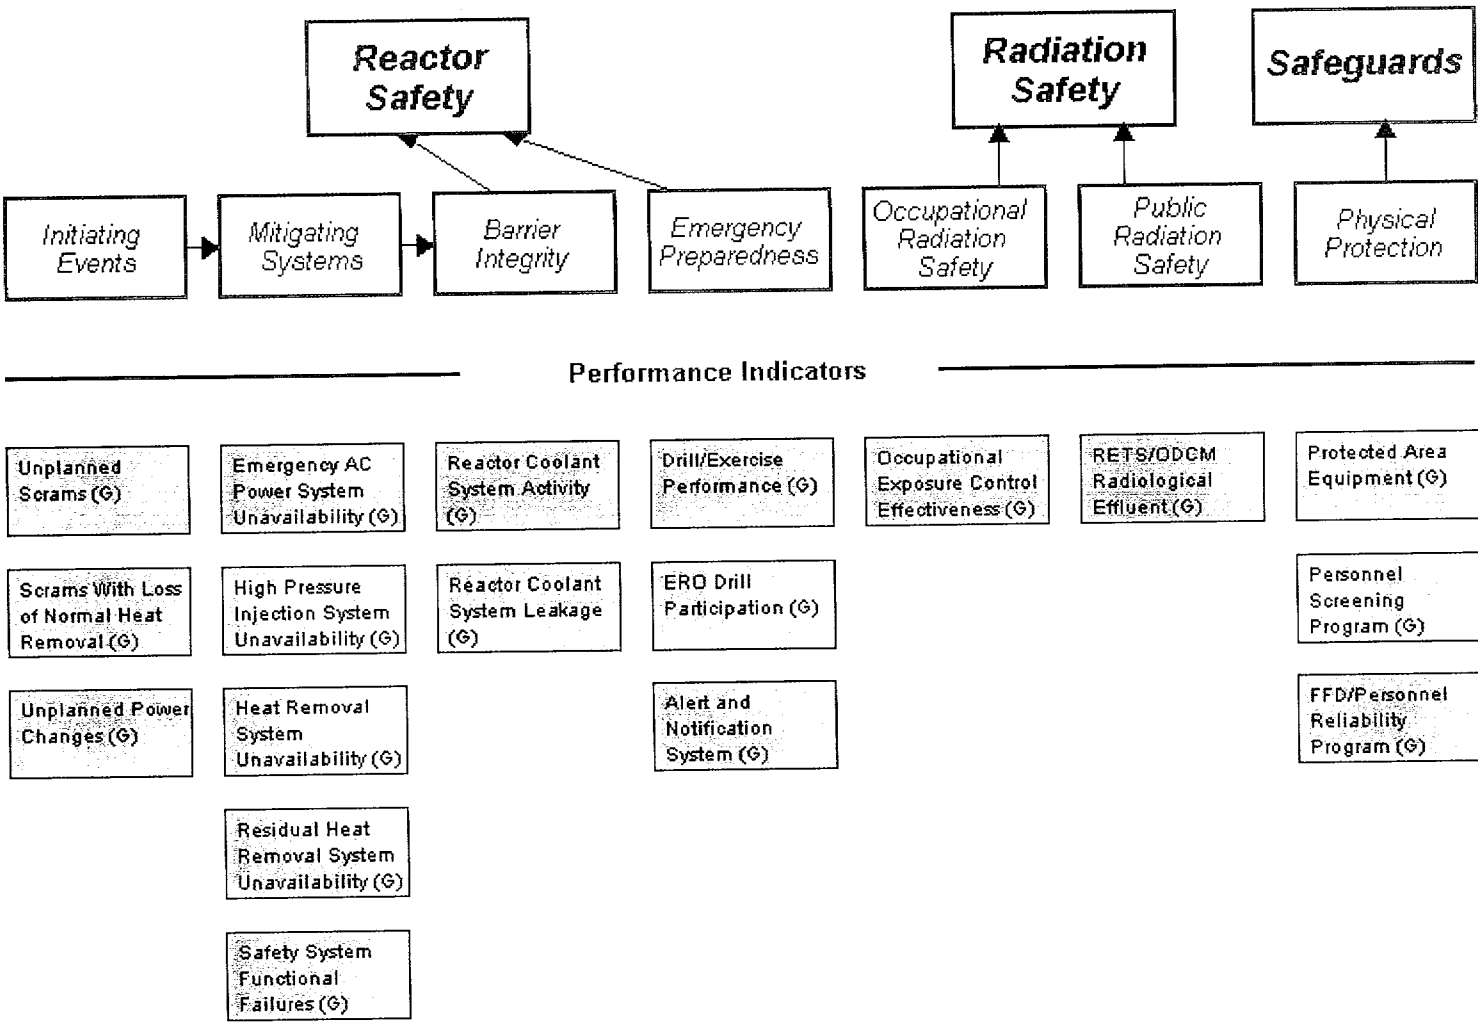 Reactor
Safety
Radiation
Safety
Safeguards
Initiating
Events
Mitigating
Systems
Barrier
Integrity
Emergency
Preparedness
Occupational
Radiation
Safety
Public
Radiation
Safety
Physical
Protection
Performance Indicators
Unplanned
Scrams (G)
Emergency AC
Power System
Unavailability (G)
Reactor Coolant
System Activity
(G)
Drill/Exercise
Performance (G)
Occupational
Exposure Control
Effectiveness (G)
RETS/ODCM
Radiological
Effluent (G)
Protected Area
Equipment (G)
Scrams With Loss
of Normal Heat
Removal (G)
High Pressure
Injection System
Unavailability (G)
Reactor Coolant
System Leakage
(G)
ERO Drill
Participation (G)
Personnel
Screening
Program (G)
Unplanned Power
Changes (G)
Heat Removal
System
Unavailability (G)
Alert and
Notification
System (G)
FFD/Personnel
Reliability
Program (G)
Residual Heat
Removal System
Unavailability (G)
Safety System
Functional
Failures (G)